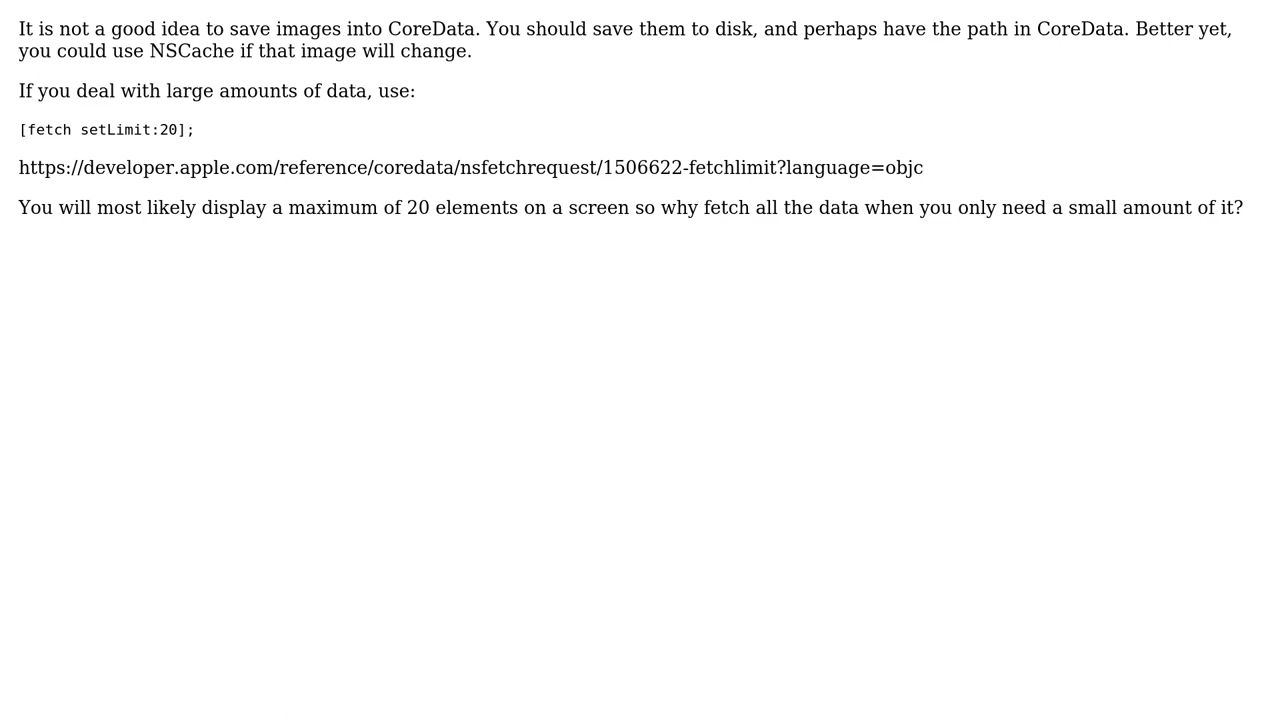 It is not a good idea to save images into CoreData. You should save them to disk, and perhaps have the path in CoreData. Better yet,
you could use NSCache if that image will change.
If you deal with large amounts of data, use:
[fetch setLimit:20];
https://developer.apple.com/reference/coredata/nsfetchrequest/1506622-fetchlimit?language=objc
You will most likely display a maximum of 20 elements on a screen so why fetch all the data when you only need a small amount of it?